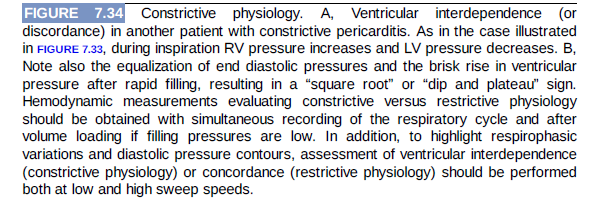 FIGURE 7.34 Constrictive physiology. A, Ventricular interdependence (or
discordance) in another patient with constrictive pericarditis. As in the case illustrated
in FIGURE 7.33, during inspiration RV pressure increases and LV pressure decreases. B,
Note also the equalization of end diastolic pressures and the brisk rise in ventricular
pressure after rapid filling, resulting in a “square root” or “dip and plateau” sign.
Hemodynamic measurements evaluating constrictive versus restrictive physiology
should be obtained with simultaneous recording of the respiratory cycle and after
volume loading if filling pressures are low. In addition, to highlight respirophasic
variations and diastolic pressure contours, assessment of ventricular interdependence
(constrictive physiology) or concordance (restrictive physiology) should be performed
both at low and high sweep speeds.